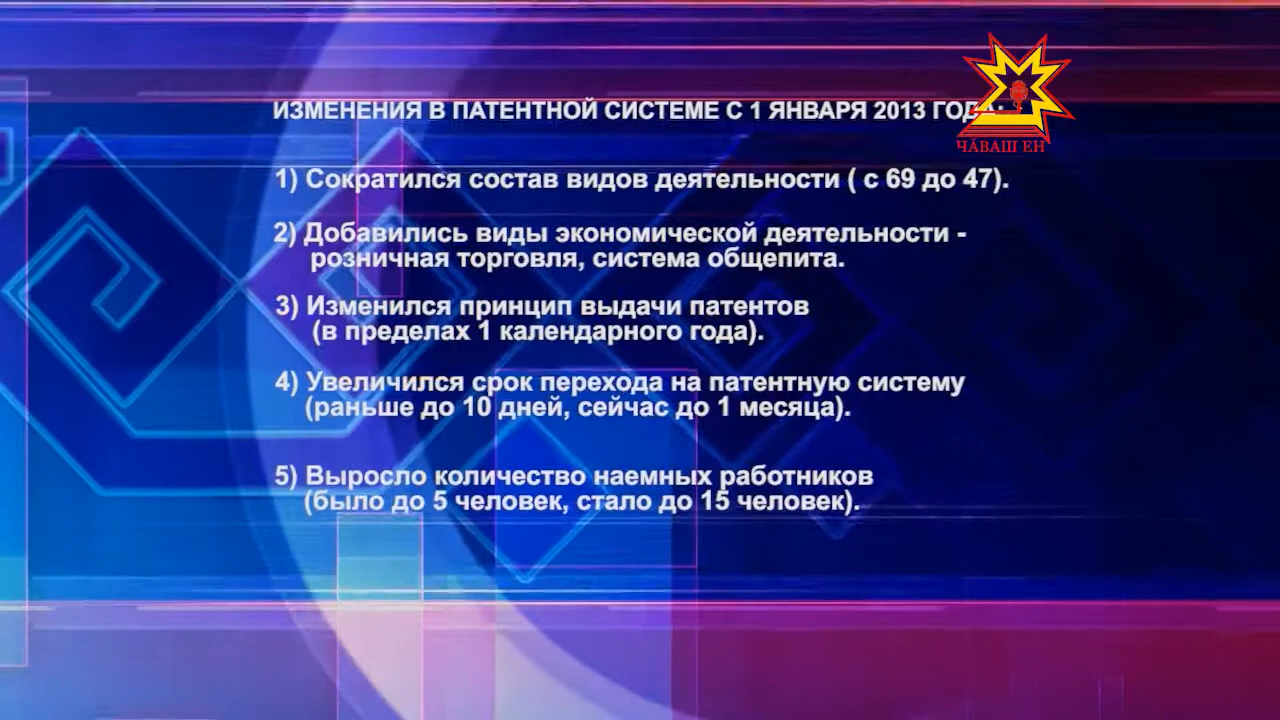 ИЗМЕНЕНИЯ В ПАТЕНТНОЙ СИСТЕМЕ С 1 ЯНВАРЯ 2013 ГОДА:
ЧĂВАШ ЕН
1) Сократился состав видов деятельности ( с 69 до 47).
2) Добавились виды экономической деятельности -
розничная торговля, система общепита.
3) Изменился принцип выдачи патентов
(в пределах 1 календарного года).
4) Увеличился срок перехода на патентную систему
(раньше до 10 дней, сейчас до 1 месяца).
5) Выросло количество наемных работников
(было до 5 человек, стало до 15 человек).